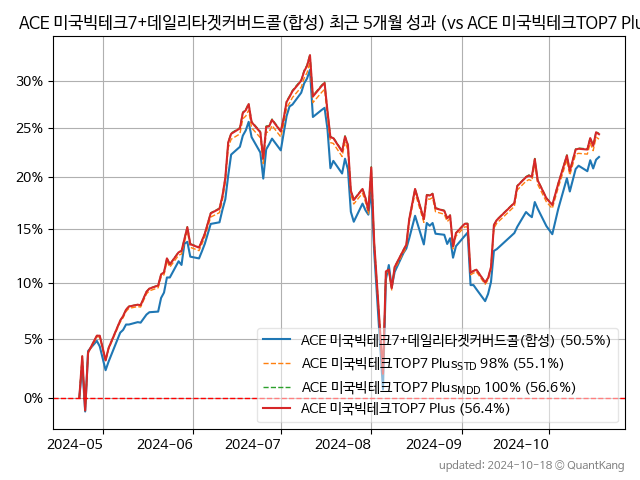 ACE 미국빅테크7+데일리타겟커버드콜(합성) 최근 5개월 성과 (vs ACE 미국빅테크TOP7 Plu
30%
25%
20%
15%
10%
5%
0%
ACE 미국빅테크7+데일리타겟커버드콜(합성) (50.5%)
ACE 미국빅테크TOP7 PlusSTD 98% (55.1%)
ACE 미국빅테크TOP7 PlusMDD 100% (56.6%)
ACE 미국빅테크TOP7 Plus (56.4%)
2024-05 2024-06 2024-07 2024-08 2024-09 2024-10
updated: 2024-10-18 © QuantKang